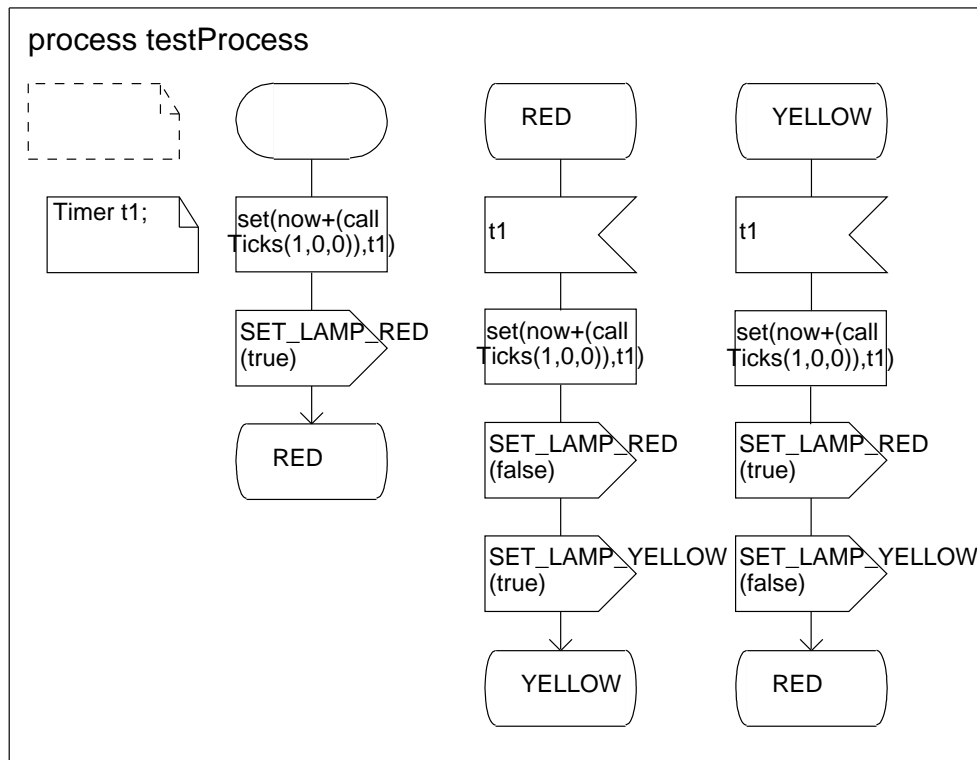 process testProcess
Timer t1;
set(now+(call
Ticks(1,0,0)),t1)
SET_LAMP_RED
(true)
RED
RED
t1
set(now+(call
Ticks(1,0,0)),t1)
SET_LAMP_RED
(false)
SET_LAMP_YELLOW
(true)
YELLOW
YELLOW
t1
set(now+(call
Ticks(1,0,0)),t1)
SET_LAMP_RED
(true)
SET_LAMP_YELLOW
(false)
RED